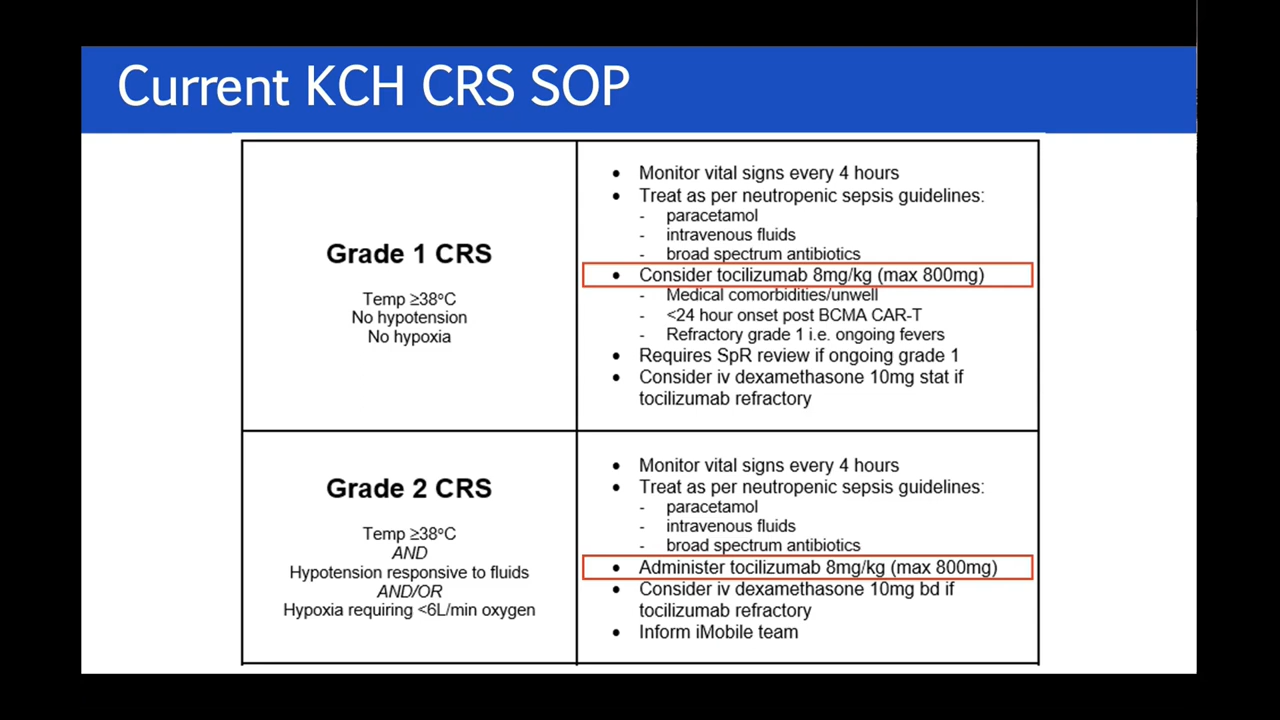 Current KCH CRS SOP
Grade 1 CRS
Temp ≥38ºC
No hypotension
No hypoxia
• Monitor vital signs every 4 hours
• Treat as per neutropenic sepsis guidelines:
- paracetamol
- intravenous fluids
- broad spectrum antibiotics
• Consider tocilizumab 8mg/kg (max 800mg)
- Medical comorbidities/unwell
- <24 hour onset post BCMA CAR-T
- Refractory grade 1 i.e. ongoing fevers
• Requires SpR review if ongoing grade 1
• Consider iv dexamethasone 10mg stat if
tocilizumab refractory
Grade 2 CRS
Temp ≥38ºC
AND
Hypotension responsive to fluids
AND/OR
Hypoxia requiring <6L/min oxygen
• Monitor vital signs every 4 hours
• Treat as per neutropenic sepsis guidelines:
- paracetamol
- intravenous fluids
- broad spectrum antibiotics
• Administer tocilizumab 8mg/kg (max 800mg)
• Consider iv dexamethasone 10mg bd if
tocilizumab refractory
• Inform iMobile team